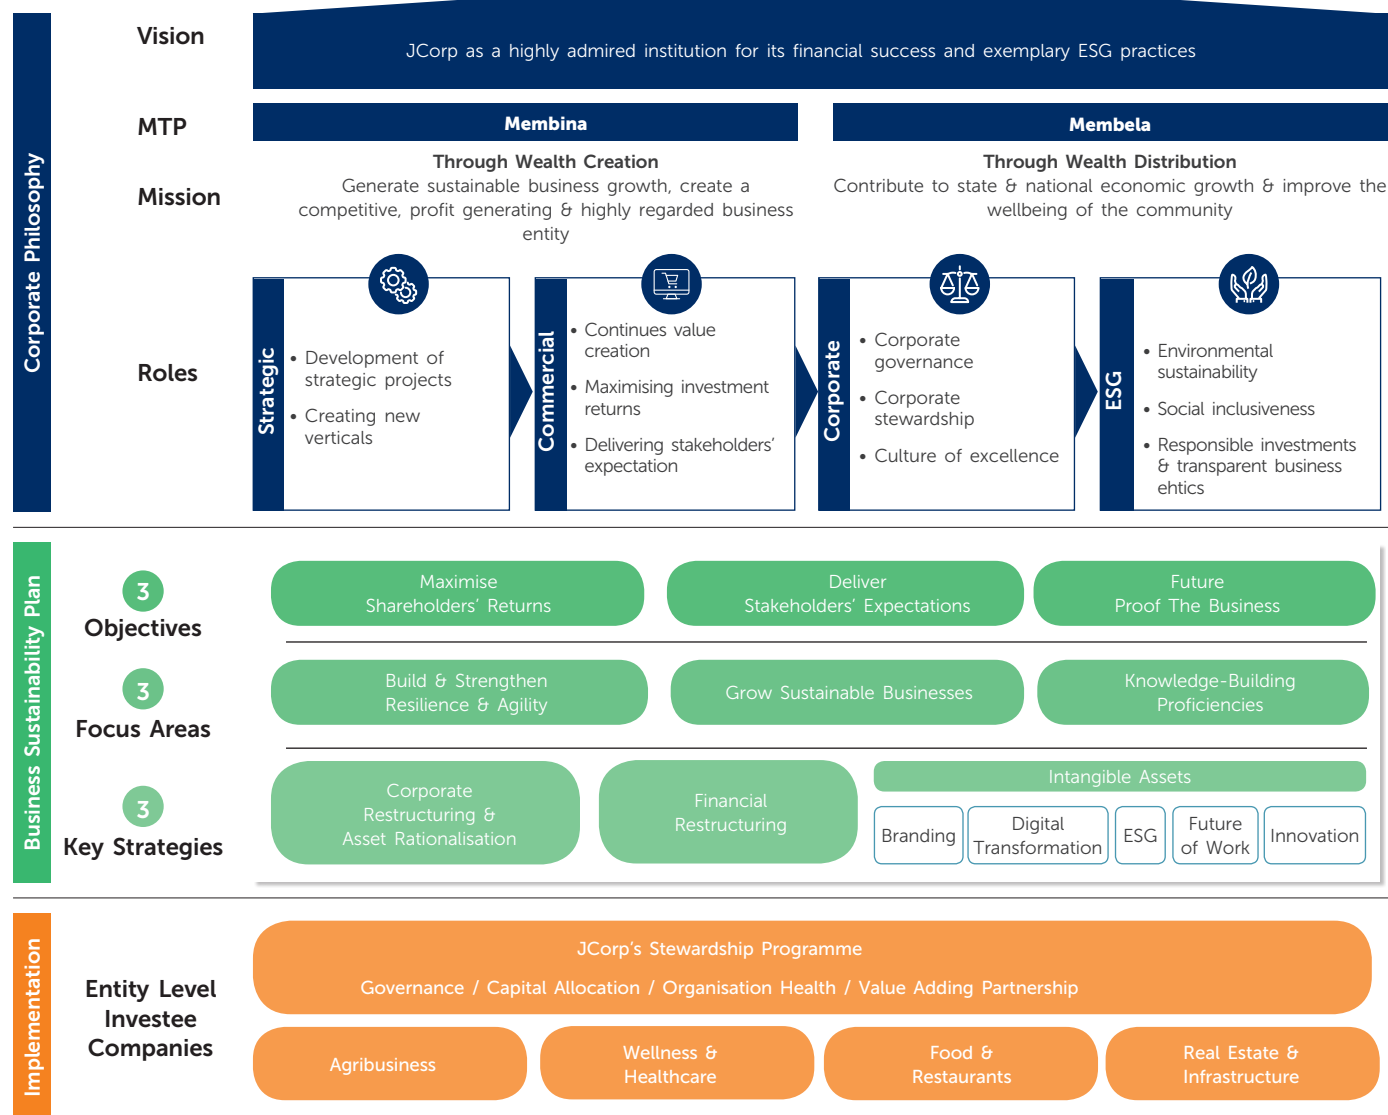 Corporate Philosophy
Vision
JCorp as a highly admired institution for its financial success and exemplary ESG practices
MTP
Membina
Membela
Mission
Through Wealth Creation
Generate sustainable business growth, create a
competitive, profit generating & highly regarded business
entity
Through Wealth Distribution
Contribute to state & national economic growth & improve the
wellbeing of the community
Roles
Strategic
• Development of
strategic projects
• Creating new
verticals
Commercial
• Continues value
creation
• Maximising investment
returns
• Delivering stakeholders’
expectation
Corporate
• Corporate
governance
• Corporate
stewardship
• Culture of excellence
ESG
• Environmental
sustainability
• Social inclusiveness
• Responsible investments
& transparent business
ehtics
Business Sustainability Plan
3
Objectives
Maximise
Shareholders’ Returns
Deliver
Stakeholders’ Expectations
Future
Proof The Business
3
Focus Areas
Build & Strengthen
Resilience & Agility
Grow Sustainable Businesses
Knowledge-Building
Proficiencies
3
Key Strategies
Corporate
Restructuring &
Asset Rationalisation
Financial
Restructuring
Intangible Assets
Branding
Digital
Transformation
ESG
Future
of Work
Innovation
Implementation
Entity Level
Investee
Companies
JCorp’s Stewardship Programme
Governance / Capital Allocation / Organisation Health / Value Adding Partnership
Agribusiness
Wellness &
Healthcare
Food &
Restaurants
Real Estate &
Infrastructure